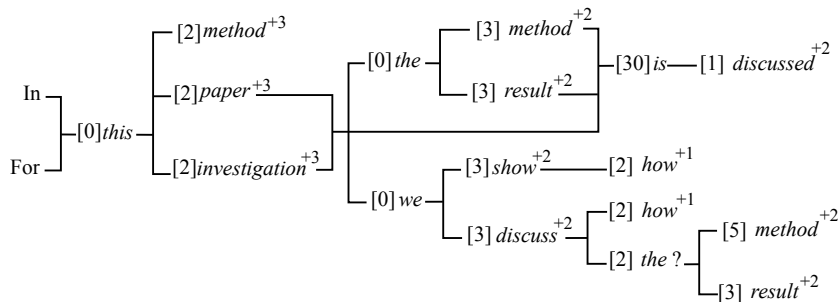 [2] method+3
[3] method+2
[0] the
[30] is
[1] discussed+2
In
[2] paper+3
[3] result+2
[0] this
For
[2] investigation+3
[3] show+2
[2] how+1
[0] we
[2] how+1
[3] discuss+2
[5] method+2
[2] the ?
[3] result+2